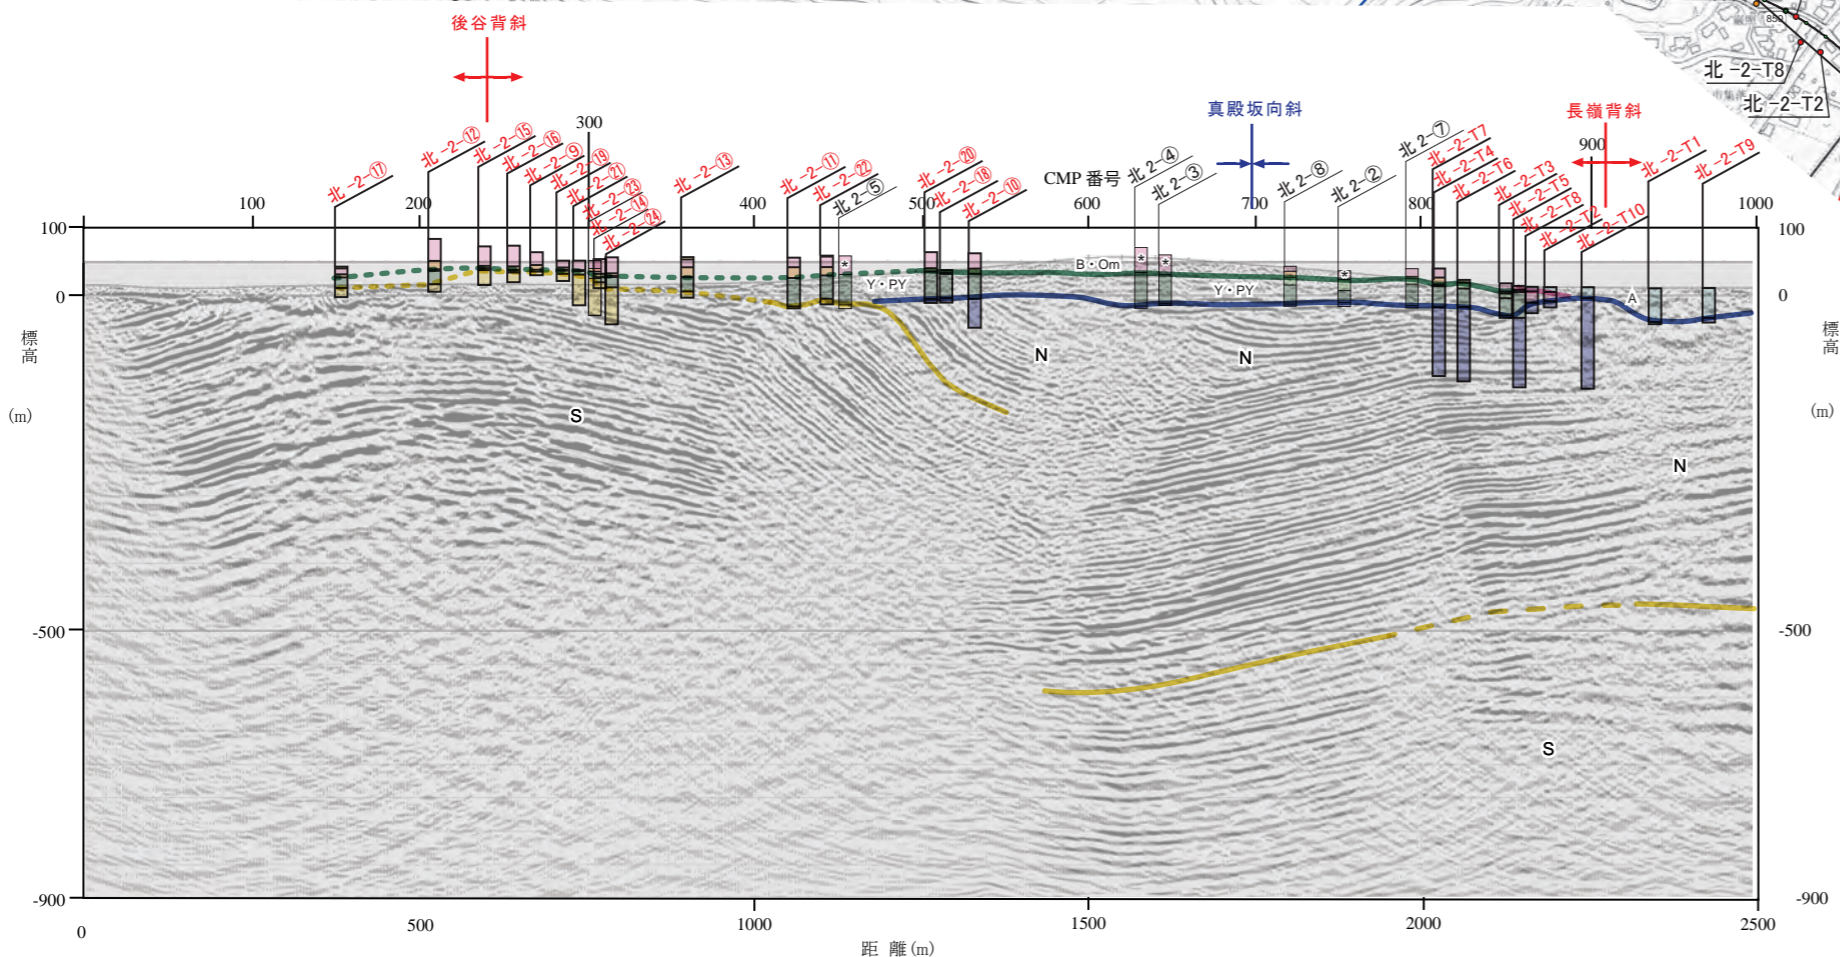 後谷背斜
850
北 -2-T8
北 -2-T2
真殿坂向斜
長嶺背斜
300
900
北 -2-⑰
北 -2-⑫
北 -2-⑮
北 -2-⑯
北 -2-⑨
北 -2-⑲
北 -2-㉑
北 -2-㉓
北 -2-⑭
北 -2-㉔
北 -2-⑬
北 -2-⑪
北 -2-㉒
北 2-⑤
北 -2-⑳
北 -2-⑱
北 -2-⑩
CMP 番号
北 2-④
北 2-③
北 2-⑧
北 2-②
北 2-⑦
北 -2-T7
北 -2-T4
北 -2-T6
北 -2-T3
北 -2-T5
北 -2-T8
北 -2-T2
北 -2-T10
北 -2-T1
北 -2-T9
100 200 400 500 600 700 800 1000
100 100
* * * *
B・Om
Y・PY Y・PY
A
0 0
標高 標高
(m) (m)
N N
S
N
-500 -500
S
-900 -900
0 500 1000 1500 2000 2500
距 離(m)